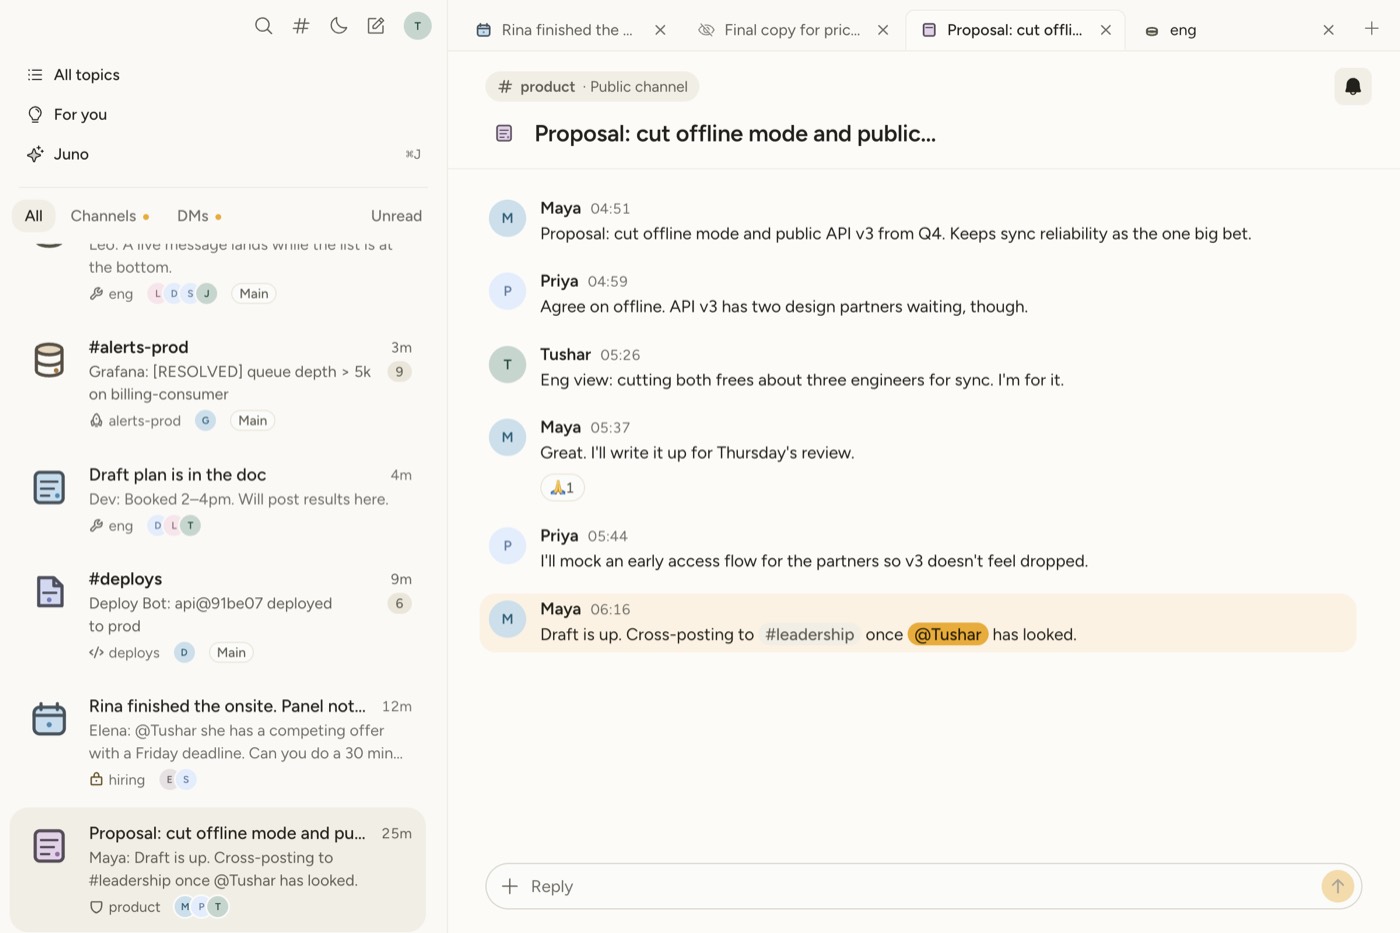 T
All topics
For you
Juno
⌘J
All
Channels
DMs
Unread
Leo: A live message lands while the list is at
the bottom.
eng
L
D
S
J
Main
#alerts-prod
3m
Grafana: [RESOLVED] queue depth > 5k
9
on billing-consumer
alerts-prod
G
Main
Draft plan is in the doc
4m
Dev: Booked 2–4pm. Will post results here.
eng
D
L
T
#deploys
9m
Deploy Bot: api@91be07 deployed
6
to prod
deploys
D
Main
Rina finished the onsite. Panel not...
12m
Elena: @Tushar she has a competing offer
with a Friday deadline. Can you do a 30 min...
hiring
E
S
Proposal: cut offline mode and pu...
25m
Maya: Draft is up. Cross-posting to
#leadership once @Tushar has looked.
product
M
P
T
Rina finished the ...
Final copy for pric...
Proposal: cut offli...
eng
# product · Public channel
Proposal: cut offline mode and public...
M
Maya 04:51
Proposal: cut offline mode and public API v3 from Q4. Keeps sync reliability as the one big bet.
P
Priya 04:59
Agree on offline. API v3 has two design partners waiting, though.
T
Tushar 05:26
Eng view: cutting both frees about three engineers for sync. I'm for it.
M
Maya 05:37
Great. I'll write it up for Thursday's review.
🙏1
P
Priya 05:44
I'll mock an early access flow for the partners so v3 doesn't feel dropped.
M
Maya 06:16
Draft is up. Cross-posting to #leadership once @Tushar has looked.
Reply